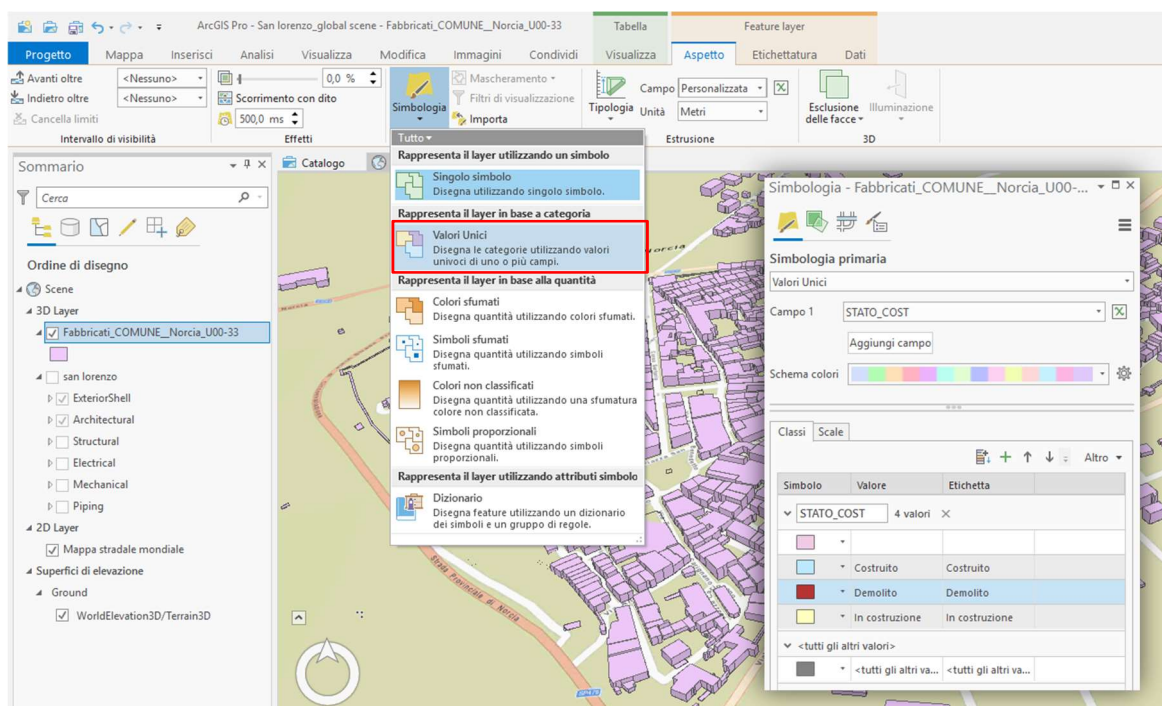 ArcGIS Pro - San lorenzo_global scene - Fabbricati_COMUNE__Norcia_U00-33
Tabella
Feature layer
Progetto
Mappa
Inserisci
Analisi
Visualizza
Modifica
Immagini
Condividi
Visualizza
Aspetto
Etichettatura
Dati
Avanti oltre
<Nessuno>
0,0 %
Indietro oltre
<Nessuno>
Scorrimento con dito
Cancella limiti
500,0 ms
Simbologia
Mascheramento
Filtri di visualizzazione
Importa
Tipologia
Campo
Personalizzata
Unità
Metri
Esclusione
delle facce
Illuminazione
Intervallo di visibilità
Effetti
Estrusione
3D
Sommario
Cerca
Ordine di disegno
Scene
3D Layer
Fabbricati_COMUNE__Norcia_U00-33
san lorenzo
ExteriorShell
Architectural
Structural
Electrical
Mechanical
Piping
2D Layer
Mappa stradale mondiale
Superfici di elevazione
Ground
WorldElevation3D/Terrain3D
Catalogo
Tutto
Rappresenta il layer utilizzando un simbolo
Singolo simbolo
Disegna utilizzando singolo simbolo.
Rappresenta il layer in base a categoria
Valori Unici
Disegna le categorie utilizzando valori
univoci di uno o più campi.
Rappresenta il layer in base alla quantità
Colori sfumati
Disegna quantità utilizzando colori sfumati.
Simboli sfumati
Disegna quantità utilizzando simboli
sfumati.
Colori non classificati
Disegna quantità utilizzando una sfumatura
colore non classificata.
Simboli proporzionali
Disegna quantità utilizzando simboli
proporzionali.
Rappresenta il layer utilizzando attributi simbolo
Dizionario
Disegna feature utilizzando un dizionario
dei simboli e un gruppo di regole.
Strada Provinciale di Norcia
Simbologia - Fabbricati_COMUNE__Norcia_U00-...
Simbologia primaria
Valori Unici
Campo 1
STATO_COST
Aggiungi campo
Schema colori
Classi
Scale
Altro
Simbolo
Valore
Etichetta
STATO_COST
4 valori
Costruito
Costruito
Demolito
Demolito
In costruzione
In costruzione
<tutti gli altri valori>
<tutti gli altri va...
<tutti gli altri va...